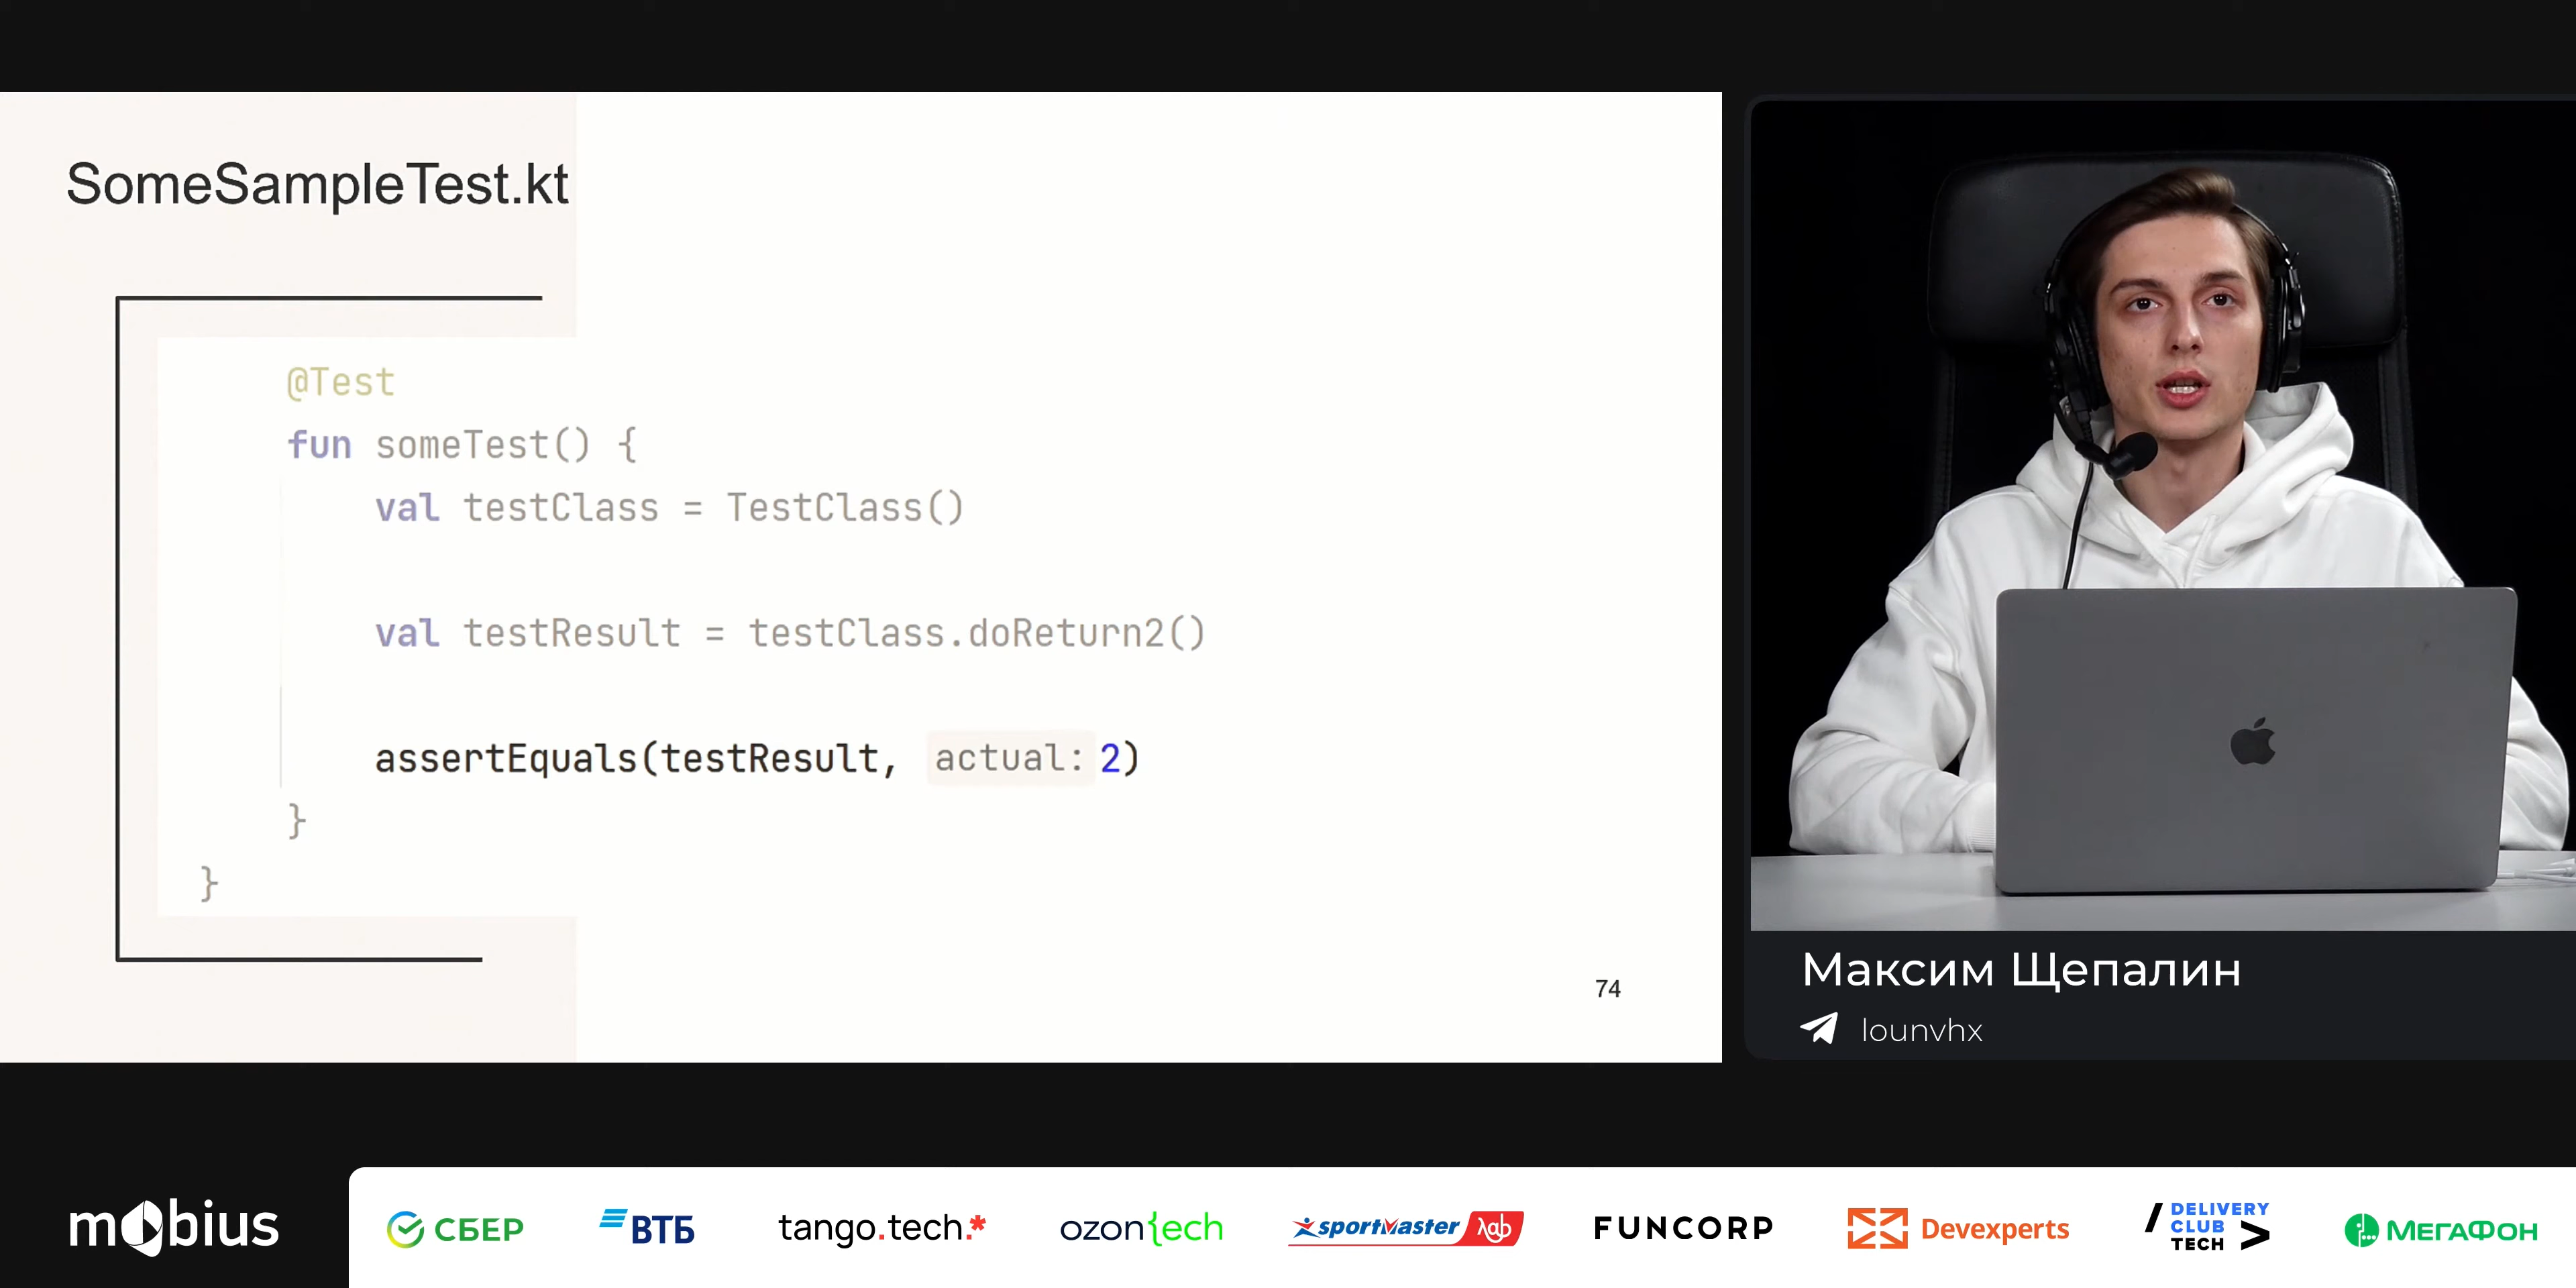 SomeSampleTest.kt
@Test
fun someTest() {
val testClass = TestClass()
val testResult = testClass.doReturn2()
assertEquals(testResult, actual: 2)
}
}
74
Максим Щепалин
lounvhx
mobius
СБЕР
ВТБ
tango.tech.*
ozon{ech
sportmaster lab
FUNCORP
Devexperts
/ DELIVERY
CLUB
TECH >
МЕГАФОН